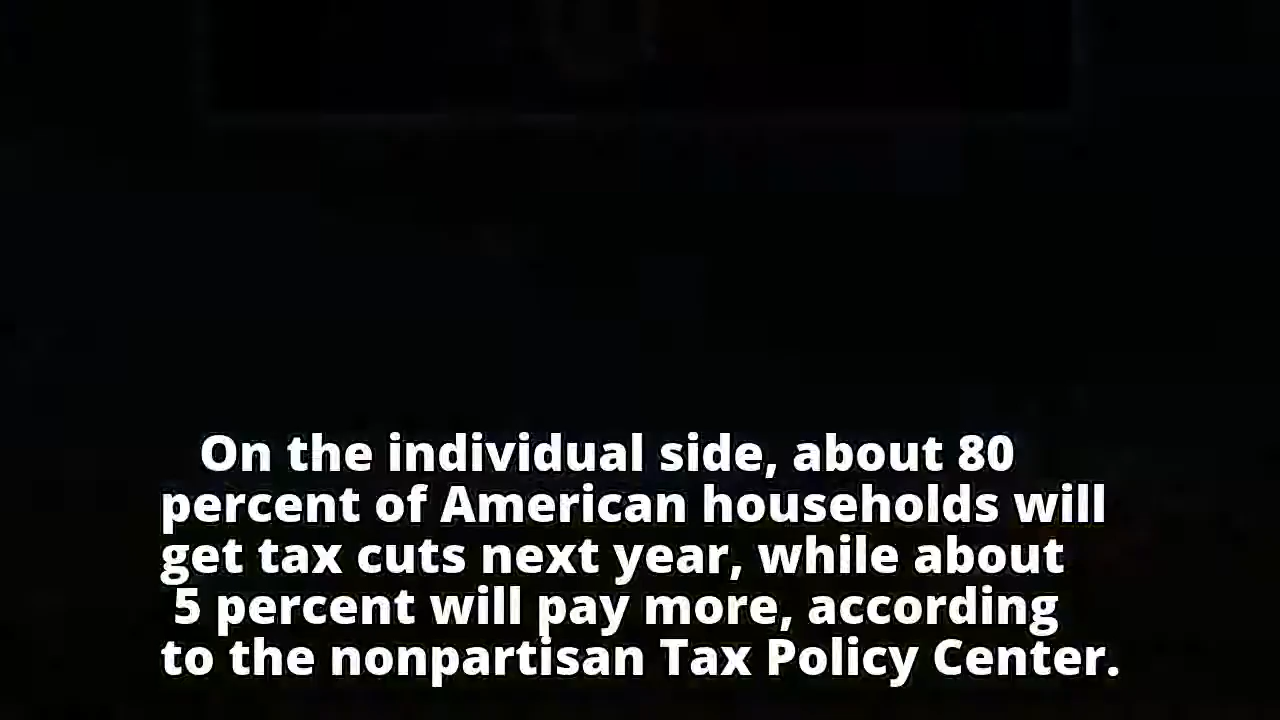 On the individual side, about 80
percent of American households will
get tax cuts next year, while about
5 percent will pay more, according
to the nonpartisan Tax Policy Center.